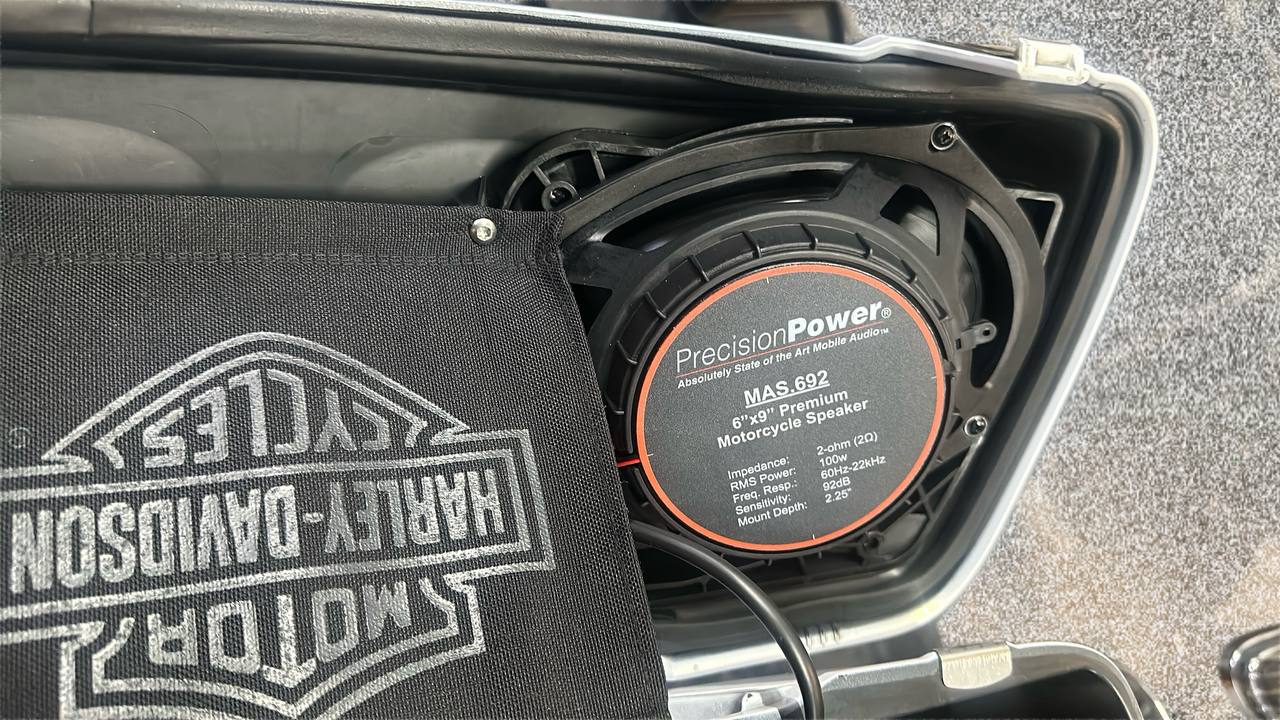 PrecisionPower®
Absolutely State of the Art Mobile Audio™
MAS.692
6”x9” Premium
Motorcycle Speaker
Impedance: 2-ohm (2Ω)
RMS Power: 100w
Freq. Resp.: 60Hz-22kHz
Sensitivity: 92dB
Mount Depth: 2.25"
MOTOR
HARLEY-DAVIDSON
CYCLES